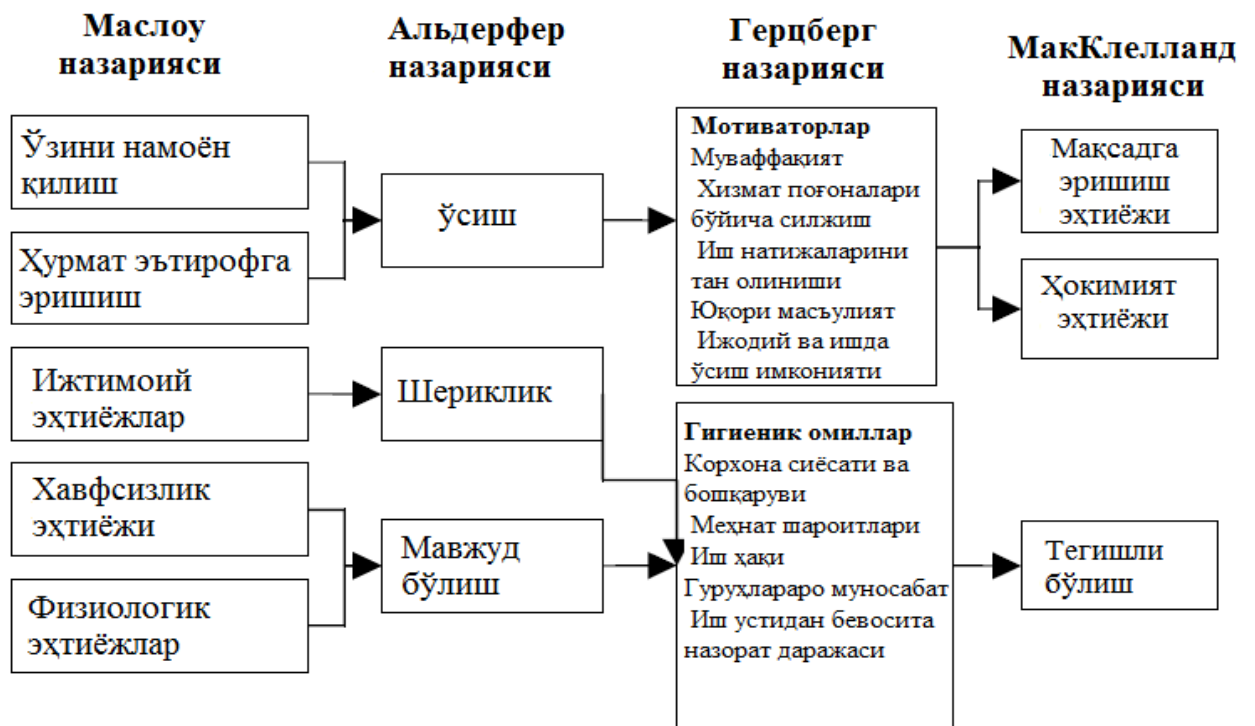 Маслоу
назарияси
Альдерфер
назарияси
Герцберг
назарияси
МакКлелланд
назарияси
Ўзини намоён
қилиш
Ҳурмат эътирофга
эришиш
Ижтимоий
эҳтиёжлар
Хавфсизлик
эҳтиёжи
Физиологик
эҳтиёжлар
ўсиш
Шериклик
Мавжуд
бўлиш
Мотиваторлар
Муваффақият
Хизмат поғоналари
бўйича силжиш
Иш натижаларини
тан олиниши
Юқори масъулият
Ижодий ва ишда
ўсиш имконияти
Гигиеник омиллар
Корхона сиёсати ва
бошқаруви
Меҳнат шароитлари
Иш ҳақи
Гуруҳлараро муносабат
Иш устидан бевосита
назорат даражаси
Мақсадга
эришиш
эҳтиёжи
Ҳокимият
эҳтиёжи
Тегишли
бўлиш